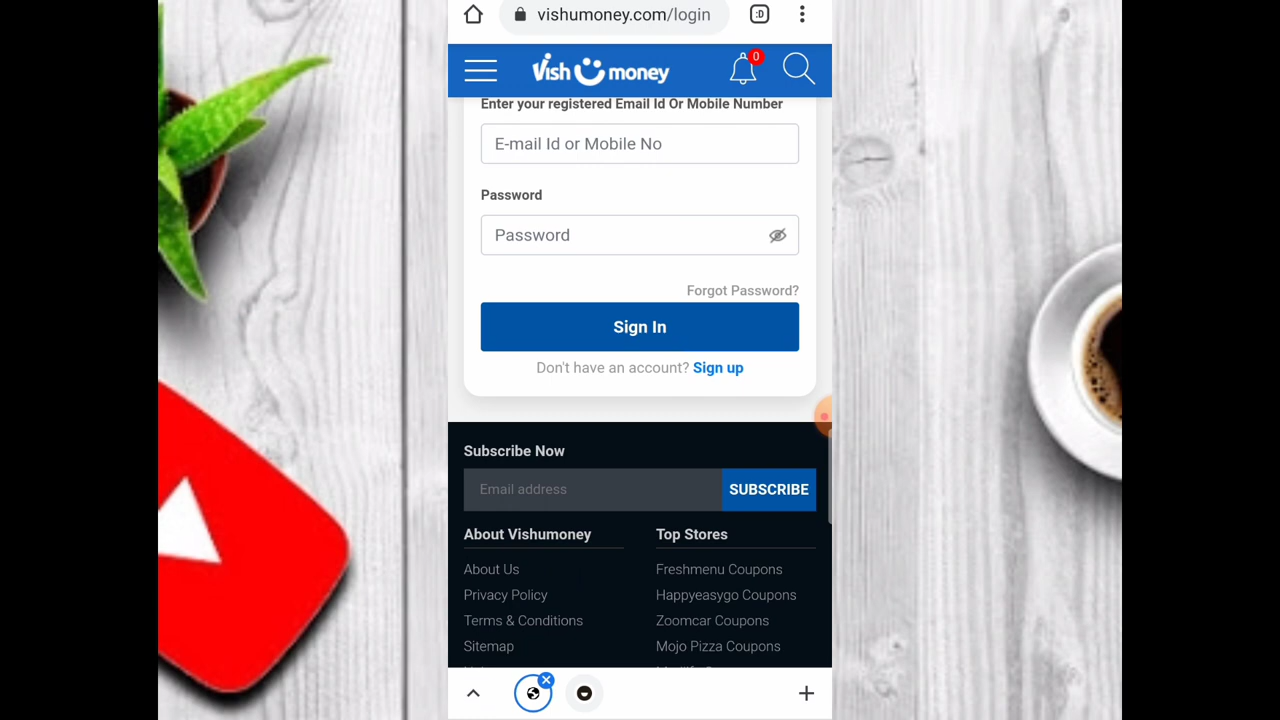 vishumoney.com/login
:D
Vish money
0
Enter your registered Email Id Or Mobile Number
E-mail Id or Mobile No
Password
Password
Forgot Password?
Sign In
Don't have an account? Sign up
Subscribe Now
Email address
SUBSCRIBE
About Vishumoney
Top Stores
About Us
Freshmenu Coupons
Privacy Policy
Happyeasygo Coupons
Terms & Conditions
Zoomcar Coupons
Sitemap
Mojo Pizza Coupons